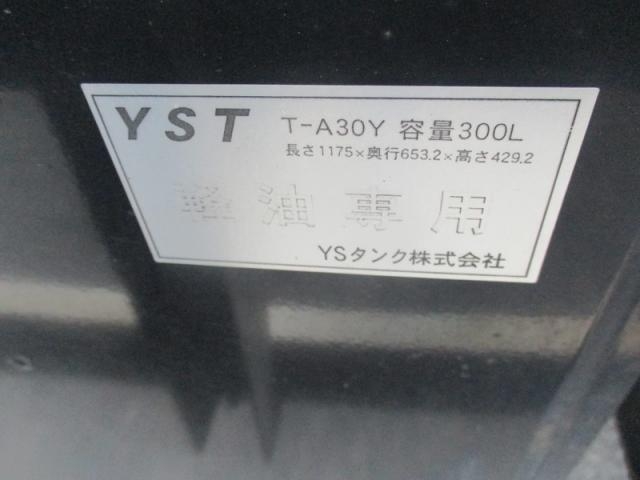 YST T-A30Y 容量300L
長さ1175×奥行653.2×高さ429.2
軽油専用
YSタンク株式会社